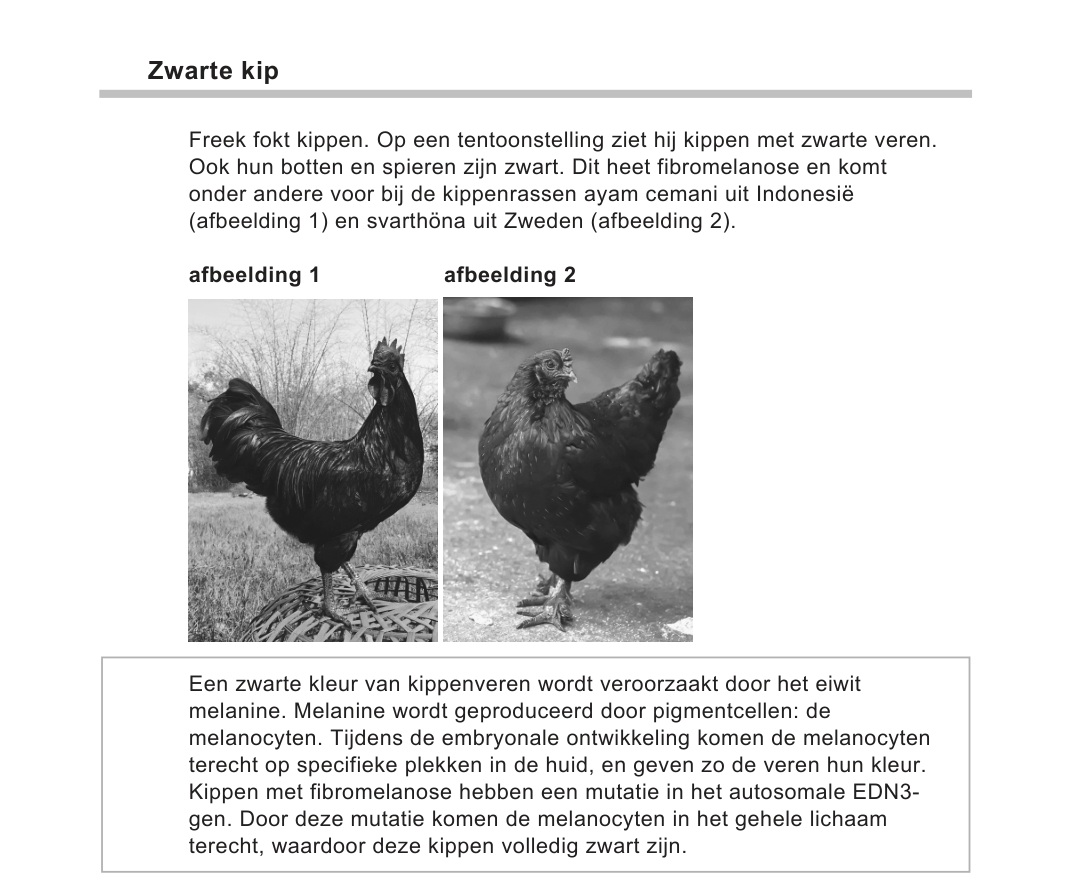 Zwarte kip
Freek fokt kippen. Op een tentoonstelling ziet hij kippen met zwarte veren.
Ook hun botten en spieren zijn zwart. Dit heet fibromelanose en komt
onder andere voor bij de kippenrassen ayam cemani uit Indonesië
(afbeelding 1) en svarthöna uit Zweden (afbeelding 2).
afbeelding 1
afbeelding 2
Een zwarte kleur van kippenveren wordt veroorzaakt door het eiwit
melanine. Melanine wordt geproduceerd door pigmentcellen: de
melanocyten. Tijdens de embryonale ontwikkeling komen de melanocyten
terecht op specifieke plekken in de huid, en geven zo de veren hun kleur.
Kippen met fibromelanose hebben een mutatie in het autosomale EDN3-
gen. Door deze mutatie komen de melanocyten in het gehele lichaam
terecht, waardoor deze kippen volledig zwart zijn.